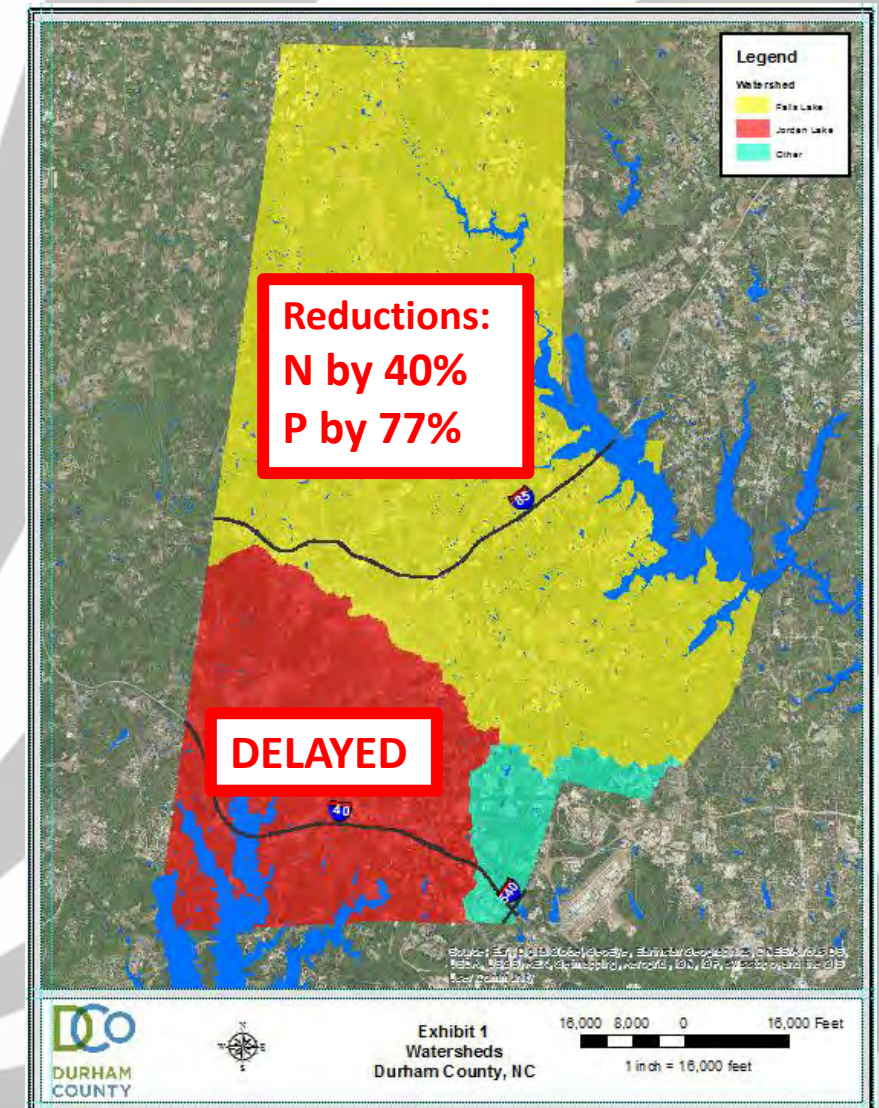 Legend
Watershed
Falls Lake
Jordan Lake
Other
Reductions:
N by 40%
P by 77%
85
DELAYED
40
540
DCO
DURHAM
COUNTY
N
W E
S
Exhibit 1
Watersheds
Durham County, NC
16,000 8,000 0 16,000 Feet
1 inch = 16,000 feet